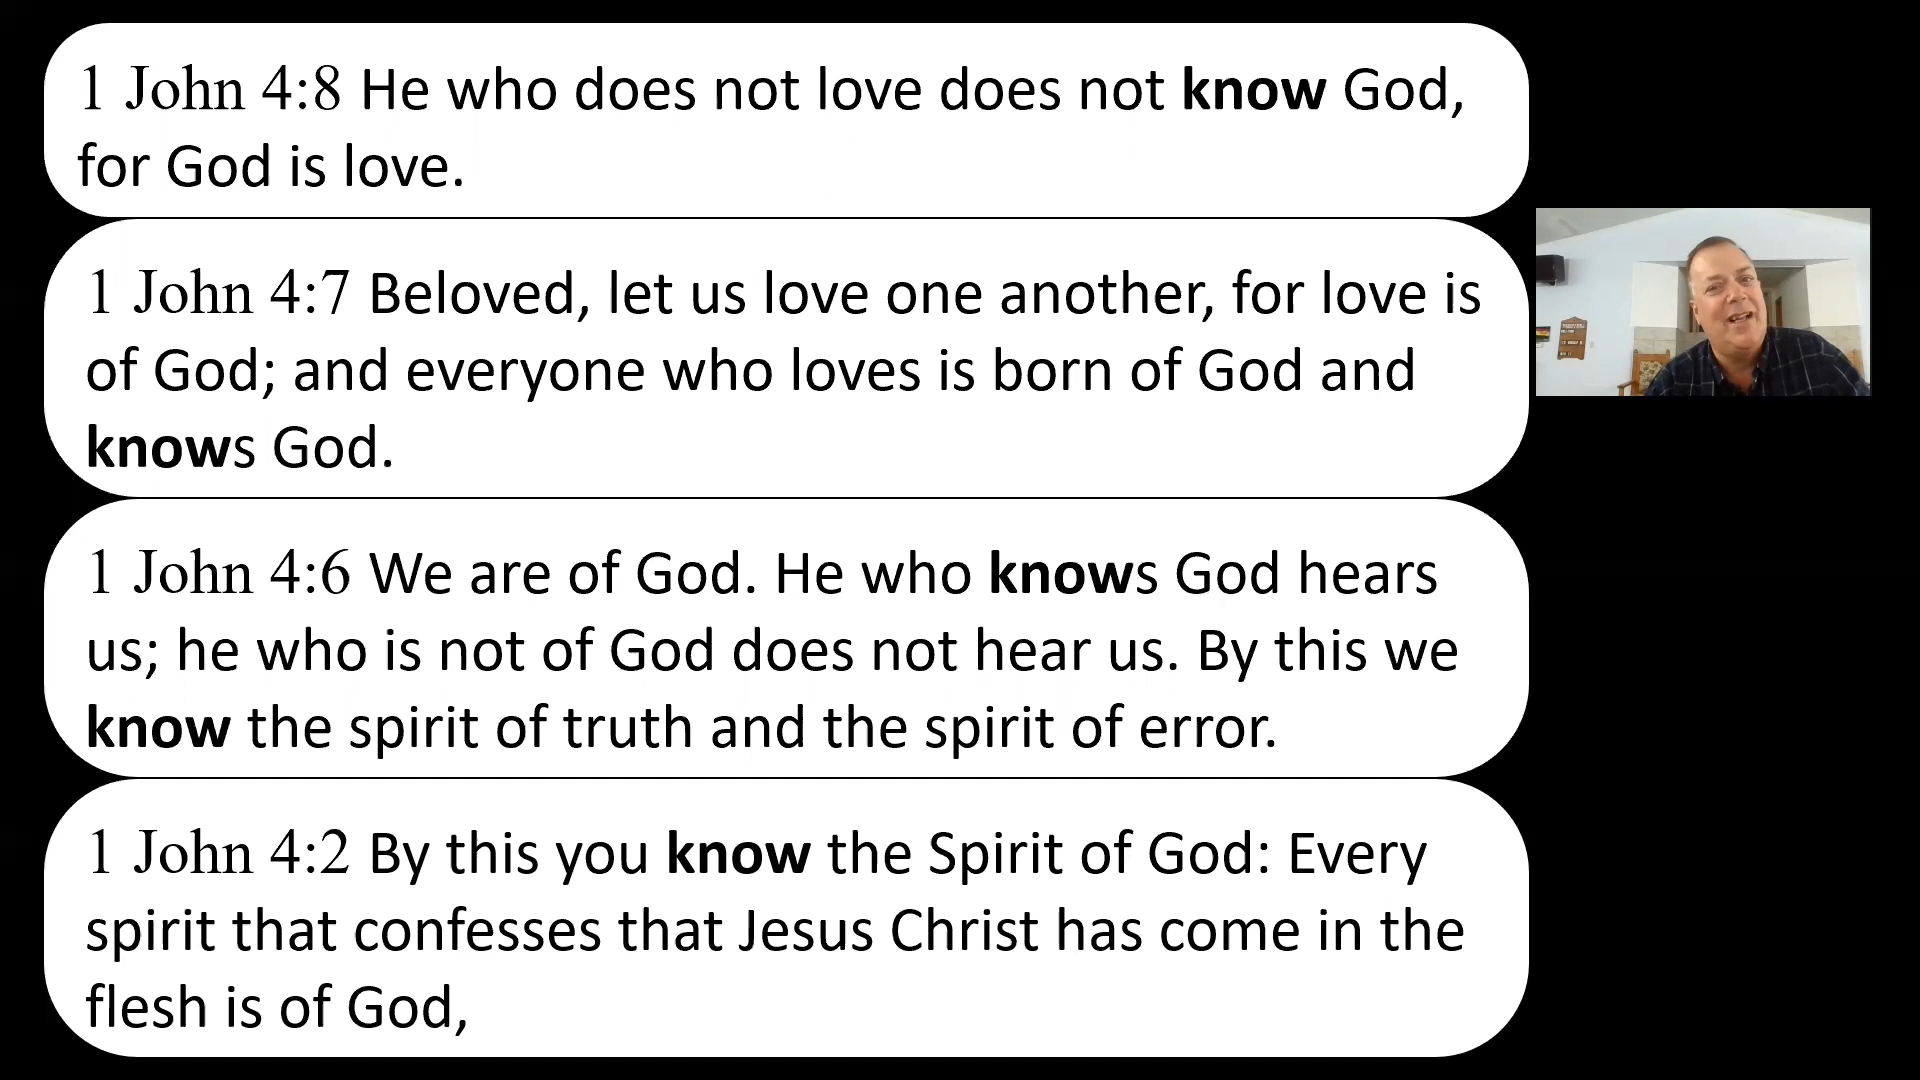 1 John 4:8 He who does not love does not know God,
for God is love.
1 John 4:7 Beloved, let us love one another, for love is
of God; and everyone who loves is born of God and
knows God.
1 John 4:6 We are of God. He who knows God hears
us; he who is not of God does not hear us. By this we
know the spirit of truth and the spirit of error.
1 John 4:2 By this you know the Spirit of God: Every
spirit that confesses that Jesus Christ has come in the
flesh is of God,